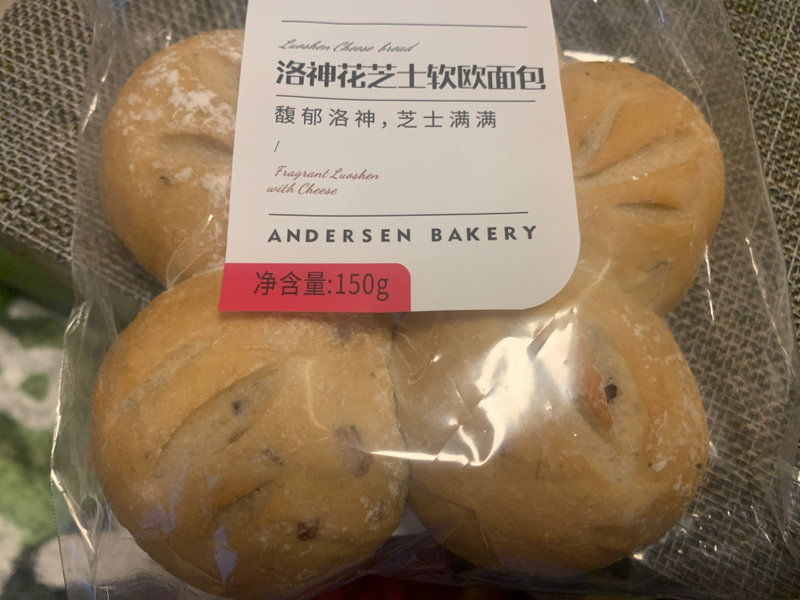 Luoshen Cheese bread
洛神花芝士软欧面包
馥郁洛神，芝士满满
/
Fragrant Luoshen
with Cheese
ANDERSEN BAKERY
净含量:150g